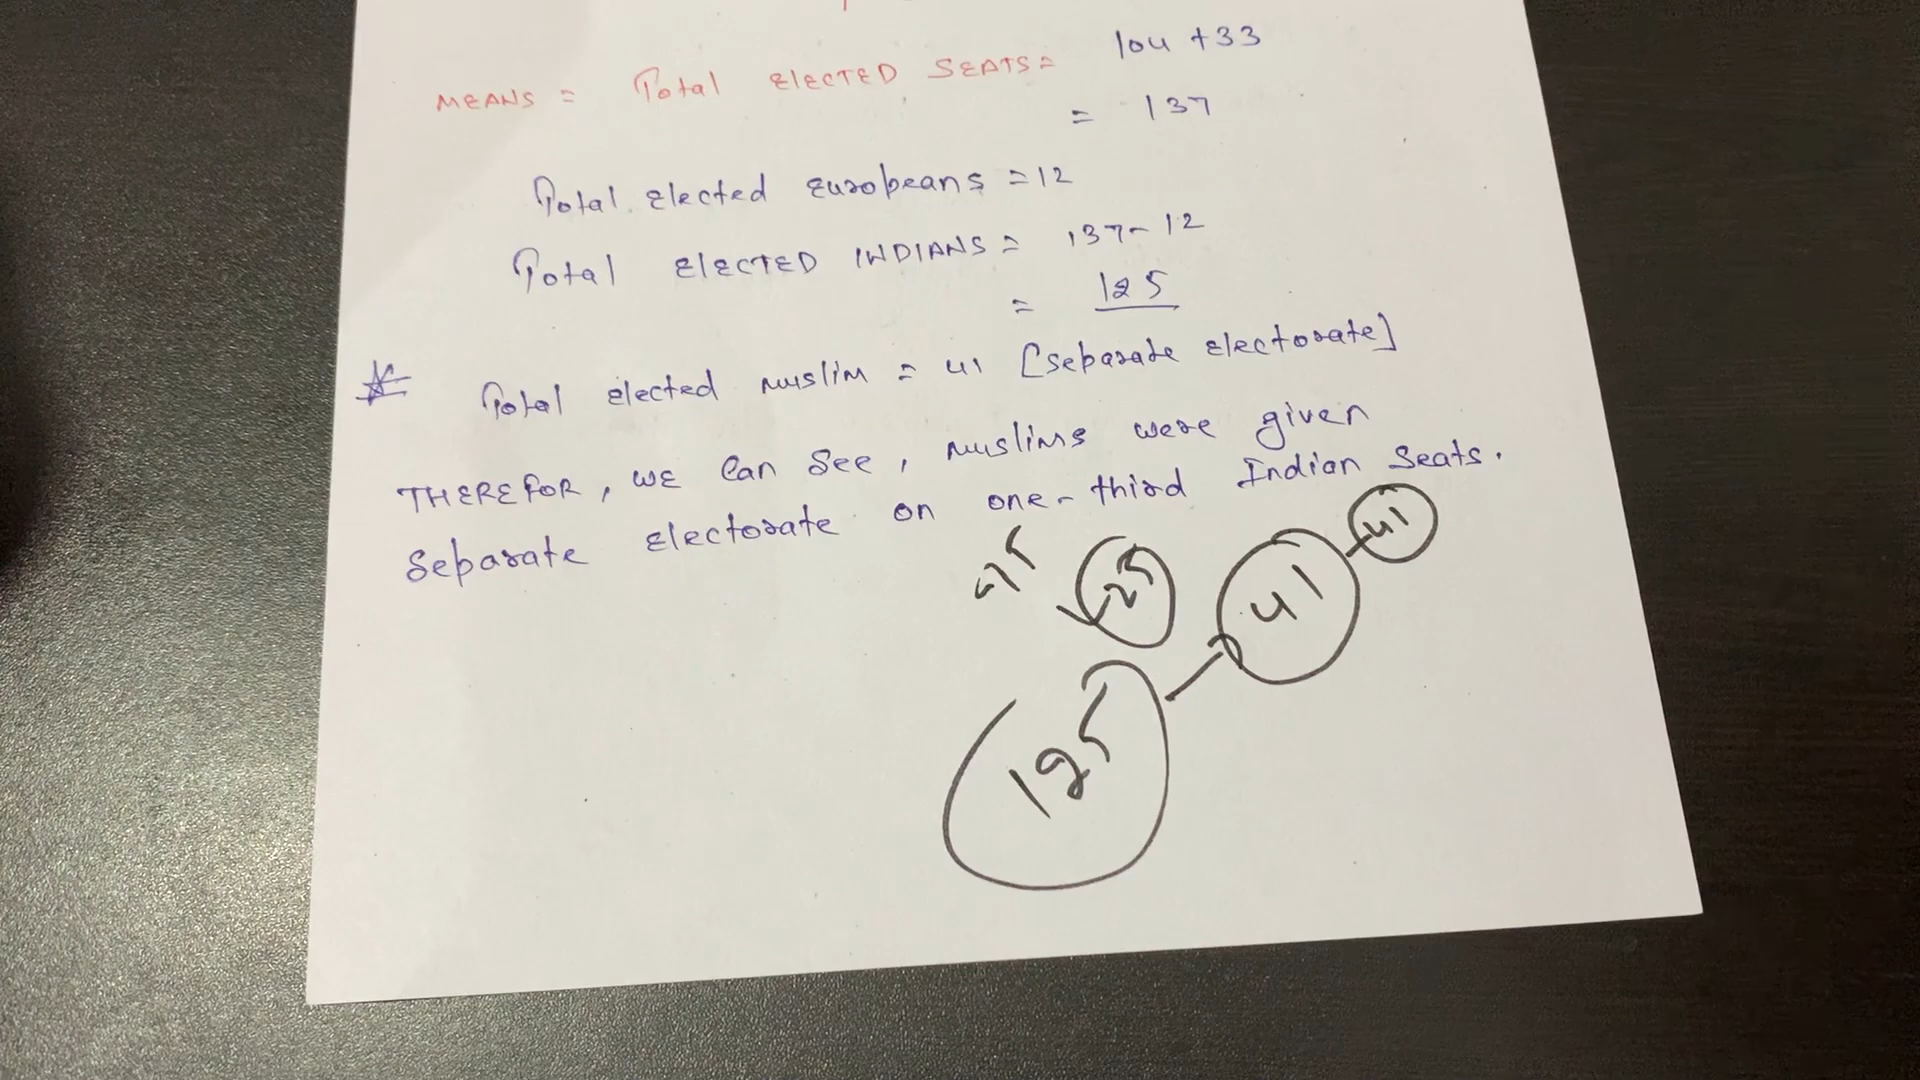 MEANS = Total ElECTED SEATS = 104 + 33
= 137
Total elected Europeans = 12
Total ElECTED INDIANS = 137 - 12
= 125
Total elected muslim = 41 [separate electorate]
THEREFOR, WE Can See, muslims were given
Separate electorate on one-third Indian Seats.
41
25
41
125